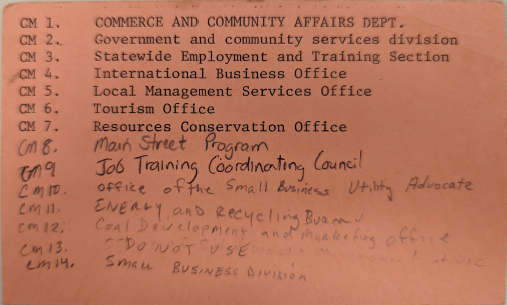 CM 1. COMMERCE AND COMMUNITY AFFAIRS DEPT.
CM 2. Government and community services division
CM 3. Statewide Employment and Training Section
CM 4. International Business Office
CM 5. Local Management Services Office
CM 6. Tourism Office
CM 7. Resources Conservation Office
CM 8. Main Street Program
CM 9 Job Training Coordinating Council
CM10. office of the Small Business Utility Advocate
CM 11. ENERGY and Recycling Bureau
CM 12. Coal Development and Marketing office
CM 13. DO NOT USE
CM 14. Small BUSINESS DIVISION